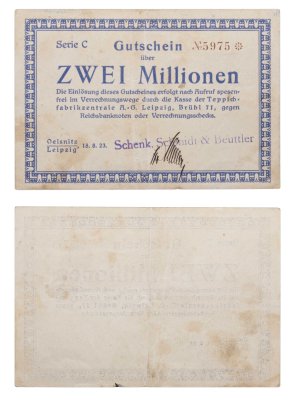 Serie C Gutschein №5975 ❊
über
ZWEI Millionen
Die Einlösung dieses Gutscheines erfolgt nach Aufruf spesen-
frei im Verrechnungswege durch die Kasse der Teppich-
fabrikzentrale A.-G. Leipzig, Brühl 11, gegen
Reichsbanknoten oder Verrechnungsschecks.
Oelsnitz
Leipzig, 18.8.23. Schenk, Schmidt & Beuttler